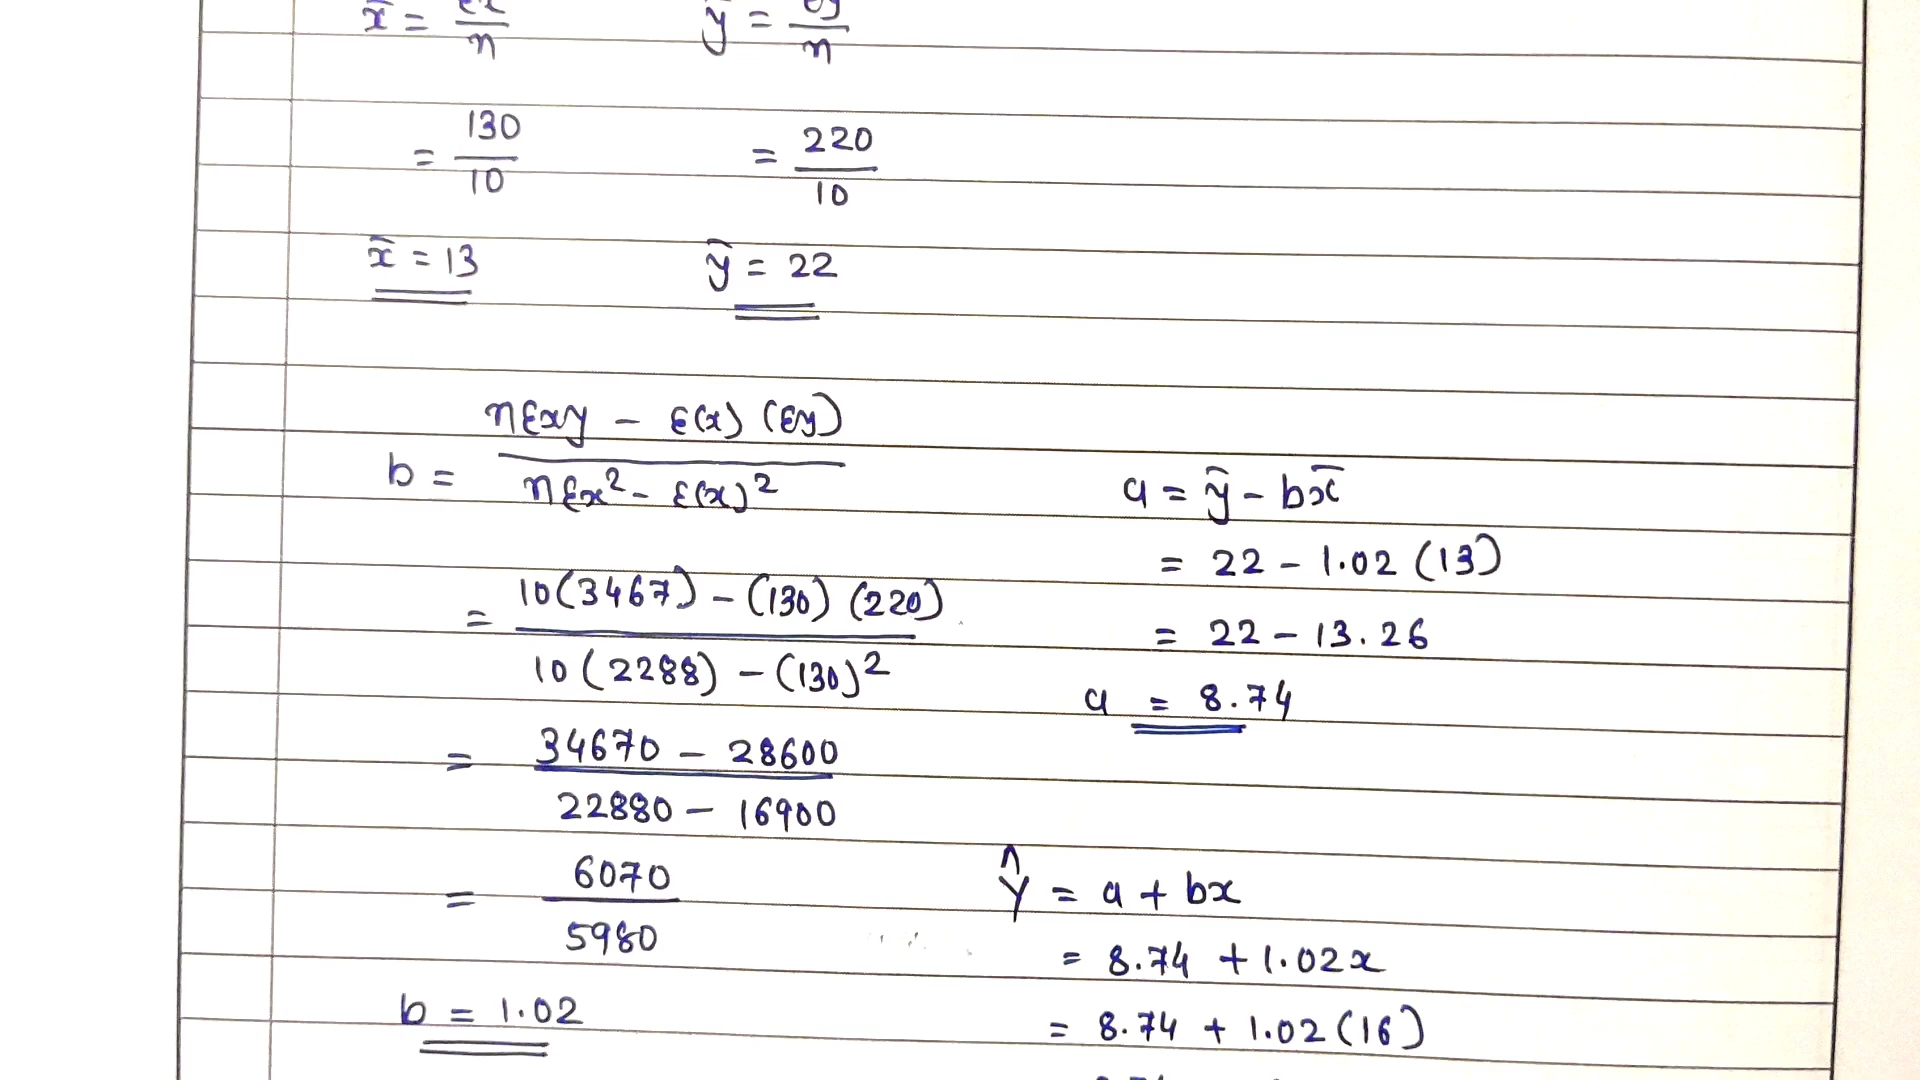 x̄ = Σx/n    ȳ = Σy/n
= 130/10    = 220/10
x̄ = 13    ȳ = 22
b = nΣxy - Σ(x) (Σy) / nΣx² - Σ(x)²
= 10(3467) - (130) (220) / 10(2288) - (130)²
= 34670 - 28600 / 22880 - 16900
= 6070 / 5980
b = 1.02
a = ȳ - bx̄
= 22 - 1.02 (13)
= 22 - 13.26
a = 8.74
Ŷ = a + bx
= 8.74 + 1.02x
= 8.74 + 1.02(16)